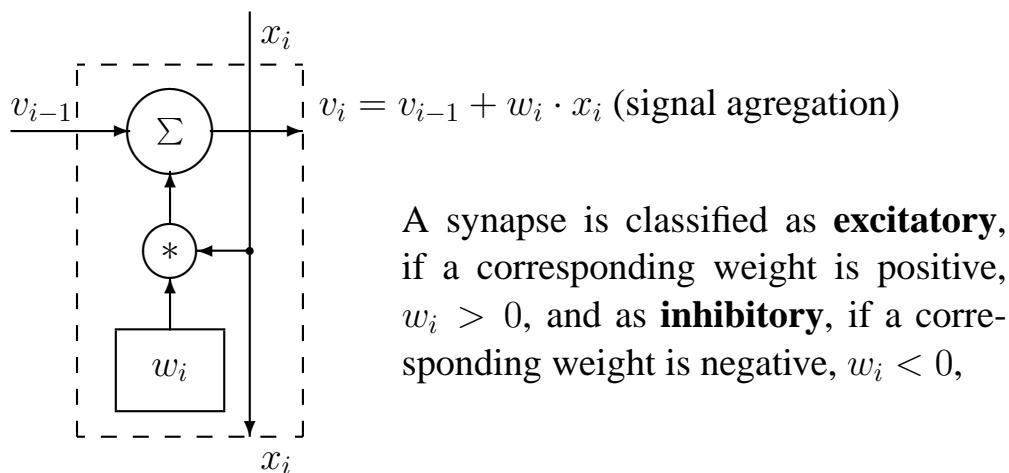 x_i
v_{i-1}
Σ
v_i = v_{i-1} + w_i · x_i (signal agregation)
A synapse is classified as excitatory,
if a corresponding weight is positive,
w_i > 0, and as inhibitory, if a corre-
sponding weight is negative, w_i < 0,
*
w_i
x_i